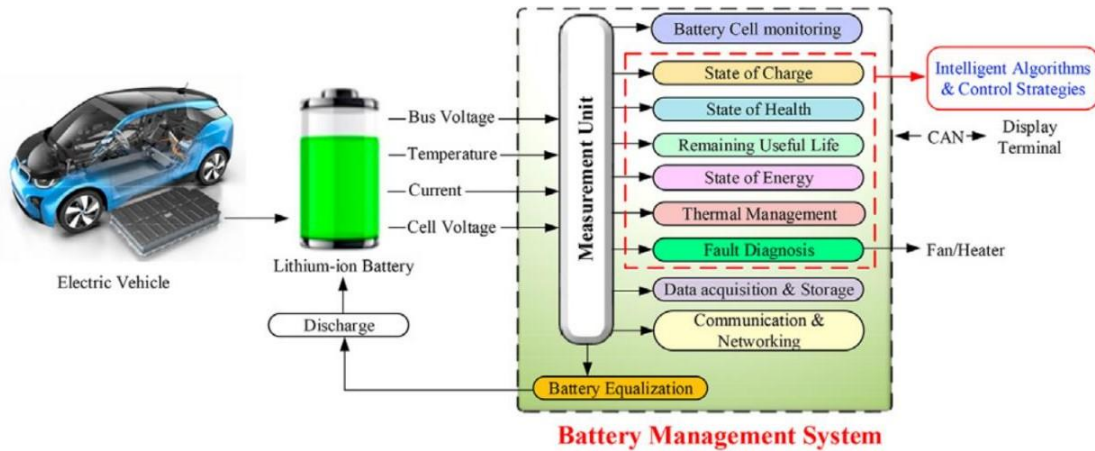 Electric Vehicle
Lithium-ion Battery
Discharge
Bus Voltage
Temperature
Current
Cell Voltage
Measurement Unit
Battery Cell monitoring
State of Charge
State of Health
Remaining Useful Life
State of Energy
Thermal Management
Fault Diagnosis
Data acquisition & Storage
Communication &
Networking
Battery Equalization
Intelligent Algorithms
& Control Strategies
CAN
Display
Terminal
Fan/Heater
Battery Management System